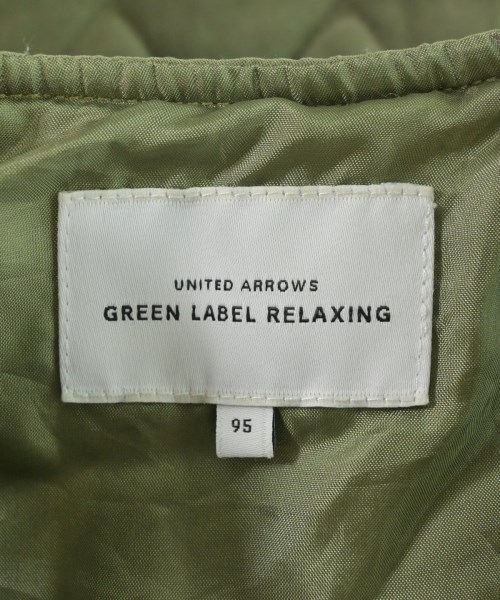 UNITED ARROWS
GREEN LABEL RELAXING
95